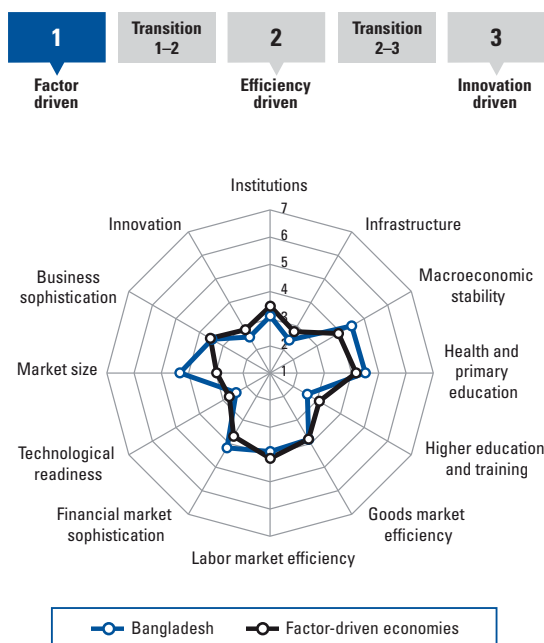 1
Transition
1–2
2
Transition
2–3
3
Factor
driven
Efficiency
driven
Innovation
driven
Institutions
Infrastructure
Macroeconomic
stability
Health and
primary
education
Higher education
and training
Goods market
efficiency
Labor market efficiency
Financial market
sophistication
Technological
readiness
Market size
Business
sophistication
Innovation
7
6
5
4
3
2
1
Bangladesh
Factor-driven economies